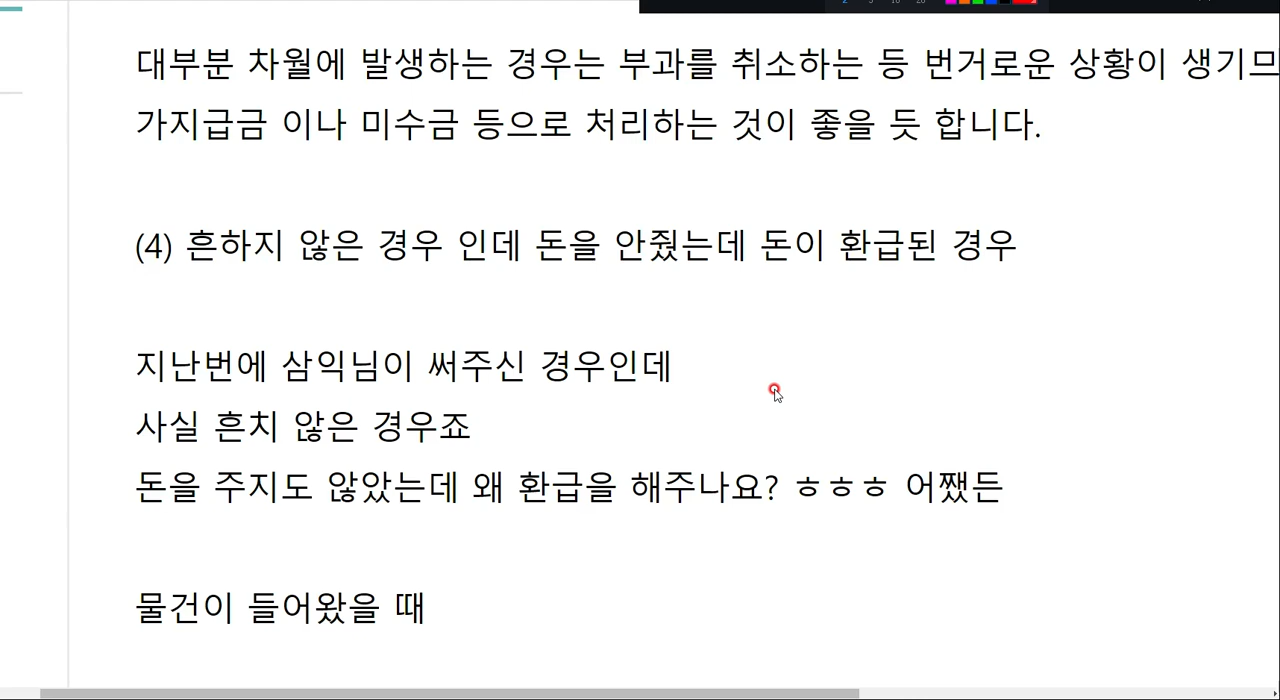 대부분 차월에 발생하는 경우는 부과를 취소하는 등 번거로운 상황이 생기므
가지급금 이나 미수금 등으로 처리하는 것이 좋을 듯 합니다.
(4) 흔하지 않은 경우 인데 돈을 안줬는데 돈이 환급된 경우
지난번에 삼익님이 써주신 경우인데
사실 흔치 않은 경우죠
돈을 주지도 않았는데 왜 환급을 해주나요? ㅎㅎㅎ 어쨌든
물건이 들어왔을 때